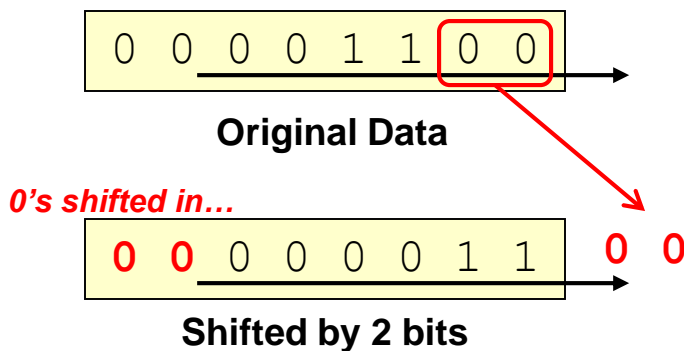 0 0 0 0 1 1 0 0
Original Data
0's shifted in…
0 0 0 0 0 0 1 1 0 0
Shifted by 2 bits